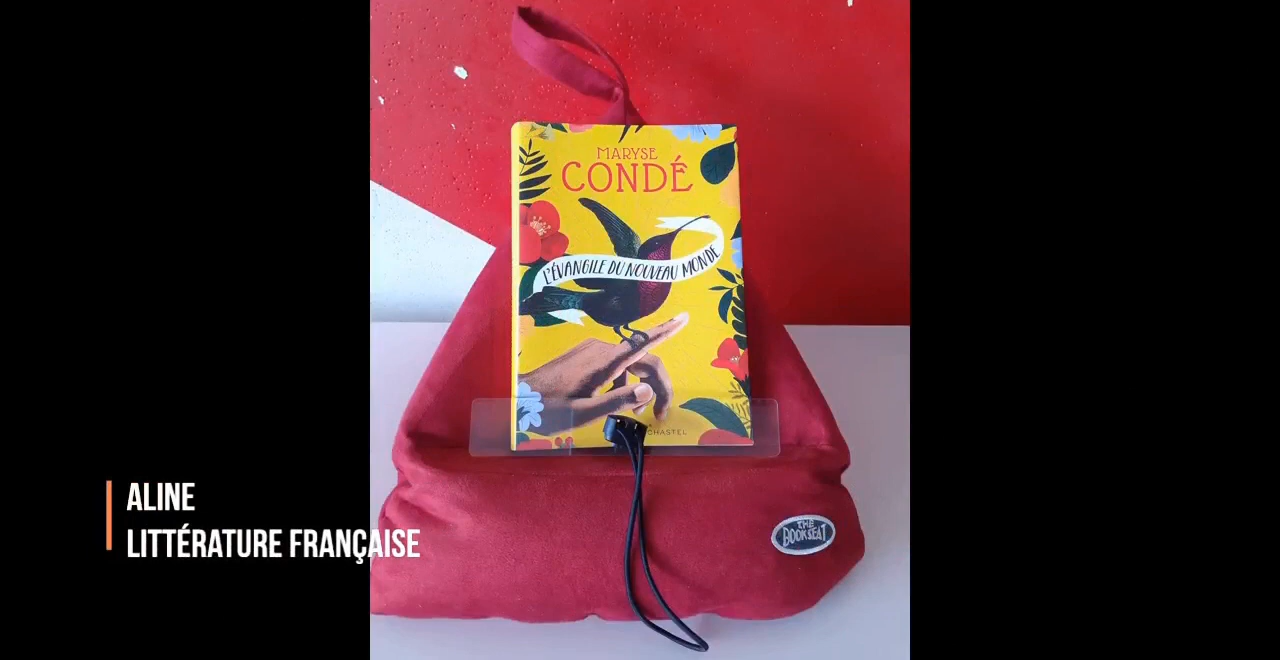 MARYSE
CONDÉ
L'ÉVANGILE DU NOUVEAU MONDE
CHASTEL
THE
BOOKSEAT
ALINE
LITTÉRATURE FRANÇAISE